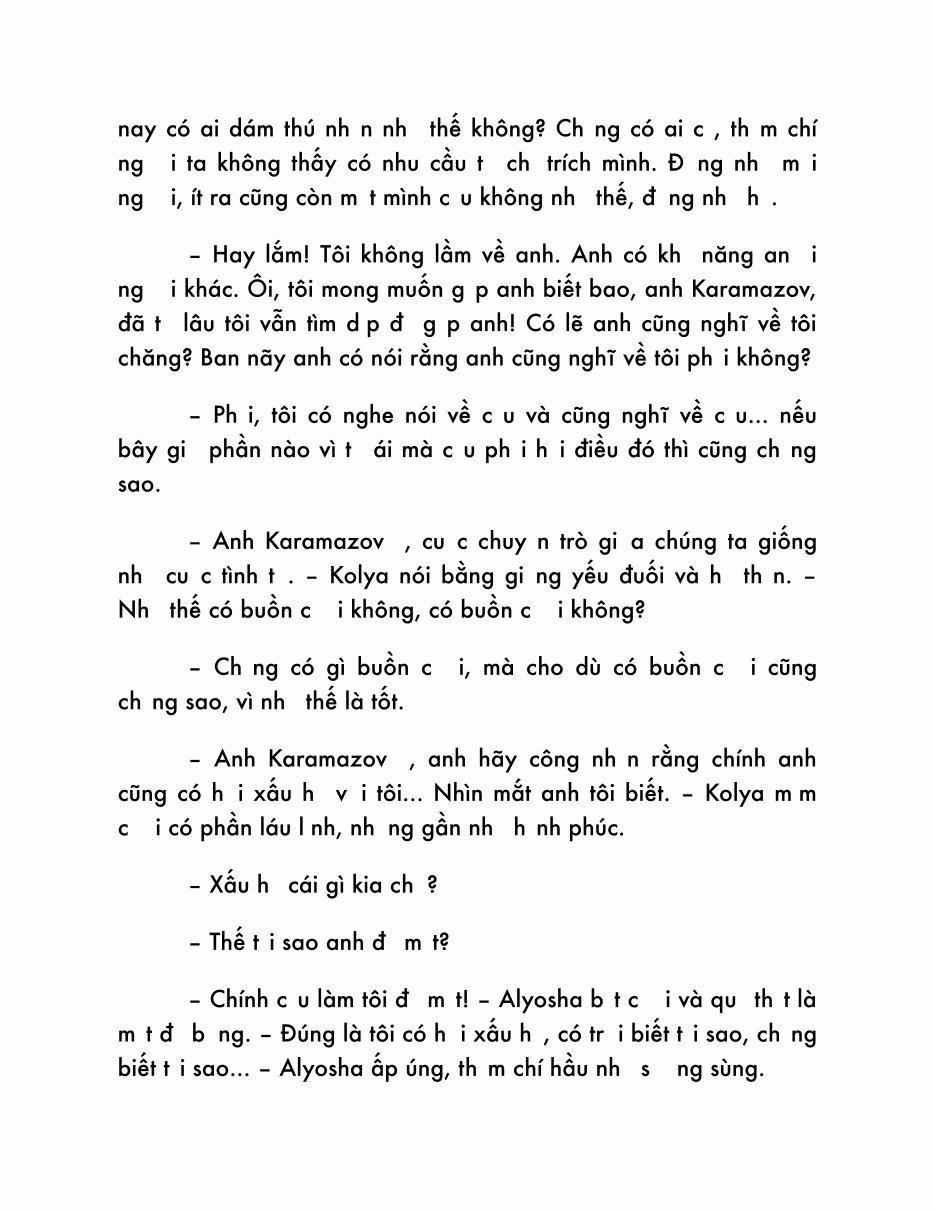 nay có ai dám thú nh n nh  thế không? Ch ng có ai c , th m chí
ng  i ta không thấy có nhu cầu t  ch  trích mình. Đ ng nh  m i
ng  i, ít ra cũng còn m t mình c u không nh  thế, đ ng nh  h .
– Hay lắm! Tôi không lầm về anh. Anh có kh  năng an  i
ng  i khác. Ôi, tôi mong muốn g p anh biết bao, anh Karamazov,
đã t  lâu tôi vẫn tìm d p đ  g p anh! Có lẽ anh cũng nghĩ về tôi
chăng? Ban nãy anh có nói rằng anh cũng nghĩ về tôi ph i không?
– Ph i, tôi có nghe nói về c u và cũng nghĩ về c u... nếu
bây gi  phần nào vì t  ái mà c u ph i h i điều đó thì cũng ch ng
sao.
– Anh Karamazov  , cu c chuy n trò gi a chúng ta giống
nh  cu c tình t . – Kolya nói bằng gi ng yếu đuối và h  th n. –
Nh  thế có buồn c  i không, có buồn c  i không?
– Ch ng có gì buồn c  i, mà cho dù có buồn c  i cũng
ch ng sao, vì nh  thế là tốt.
– Anh Karamazov  , anh hãy công nh n rằng chính anh
cũng có h i xấu h  v i tôi... Nhìn mắt anh tôi biết. – Kolya m m
c  i có phần láu l nh, nh ng gần nh  h nh phúc.
– Xấu h  cái gì kia ch ?
– Thế t i sao anh đ  m t?
– Chính c u làm tôi đ  m t! – Alyosha b t c  i và qu  th t là
m t đ  b ng. – Đúng là tôi có h i xấu h , có tr i biết t i sao, ch ng
biết t i sao... – Alyosha ấp úng, th m chí hầu nh  s  ng sùng.